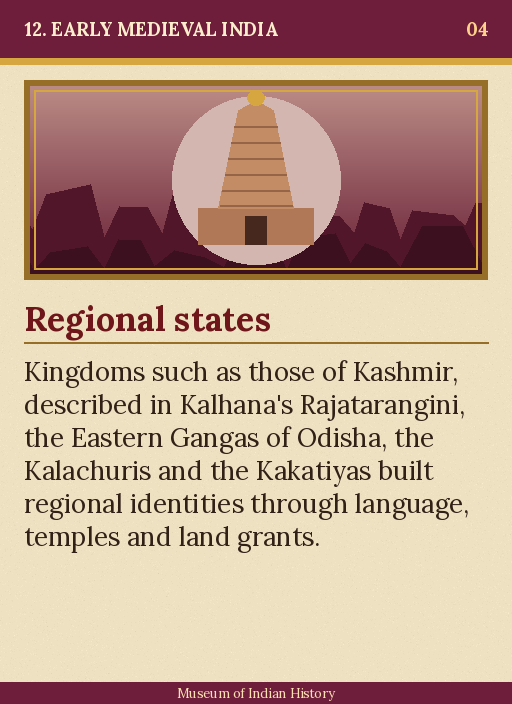 12. EARLY MEDIEVAL INDIA
04
Regional states
Kingdoms such as those of Kashmir,
described in Kalhana's Rajatarangini,
the Eastern Gangas of Odisha, the
Kalachuris and the Kakatiyas built
regional identities through language,
temples and land grants.
Museum of Indian History